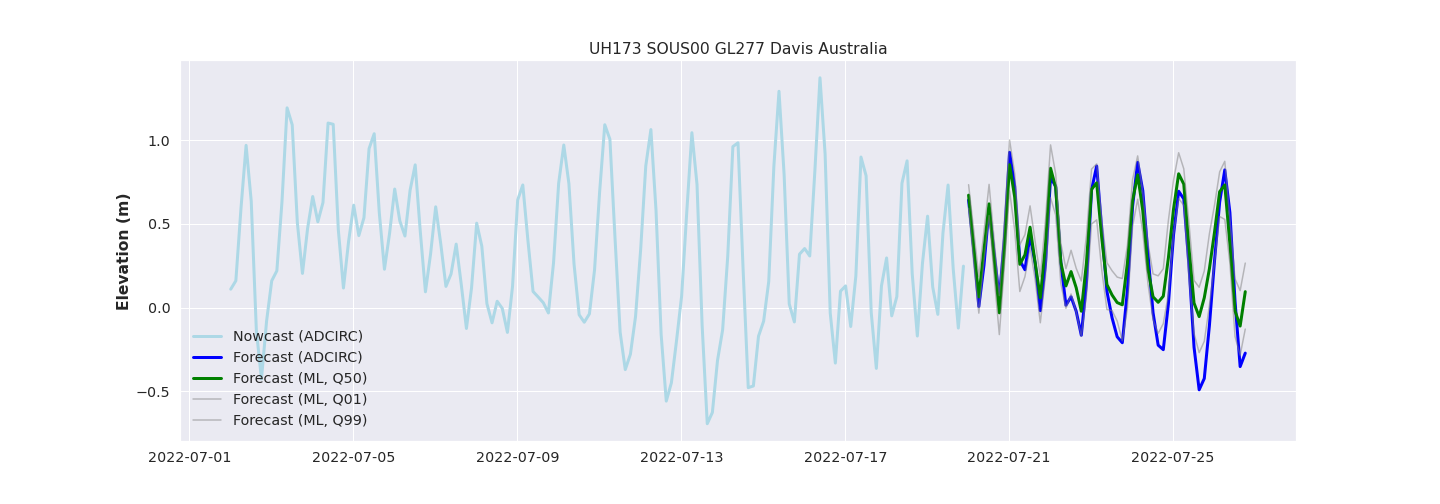 UH173 SOUS00 GL277 Davis Australia
Elevation (m)
1.0
0.5
0.0
−0.5
Nowcast (ADCIRC)
Forecast (ADCIRC)
Forecast (ML, Q50)
Forecast (ML, Q01)
Forecast (ML, Q99)
2022-07-01 2022-07-05 2022-07-09 2022-07-13 2022-07-17 2022-07-21 2022-07-25